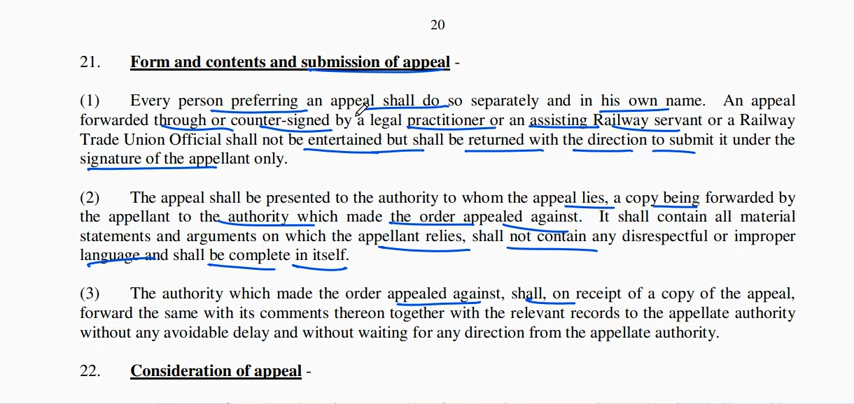 20
21. Form and contents and submission of appeal -
(1) Every person preferring an appeal shall do so separately and in his own name. An appeal
forwarded through or counter-signed by a legal practitioner or an assisting Railway servant or a Railway
Trade Union Official shall not be entertained but shall be returned with the direction to submit it under the
signature of the appellant only.
(2) The appeal shall be presented to the authority to whom the appeal lies, a copy being forwarded by
the appellant to the authority which made the order appealed against. It shall contain all material
statements and arguments on which the appellant relies, shall not contain any disrespectful or improper
language and shall be complete in itself.
(3) The authority which made the order appealed against, shall, on receipt of a copy of the appeal,
forward the same with its comments thereon together with the relevant records to the appellate authority
without any avoidable delay and without waiting for any direction from the appellate authority.
22. Consideration of appeal -